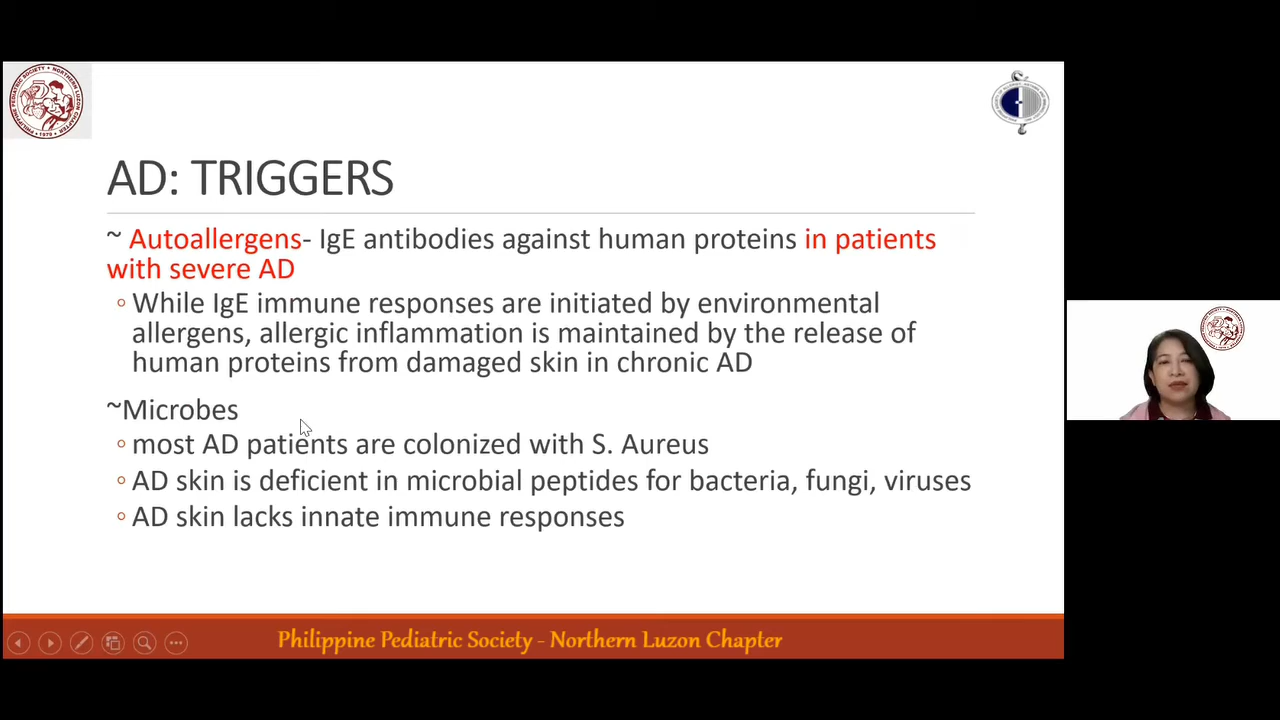 AD: TRIGGERS
~ Autoallergens- IgE antibodies against human proteins in patients
with severe AD
◦ While IgE immune responses are initiated by environmental
allergens, allergic inflammation is maintained by the release of
human proteins from damaged skin in chronic AD
~Microbes
◦ most AD patients are colonized with S. Aureus
◦ AD skin is deficient in microbial peptides for bacteria, fungi, viruses
◦ AD skin lacks innate immune responses
Philippine Pediatric Society - Northern Luzon Chapter